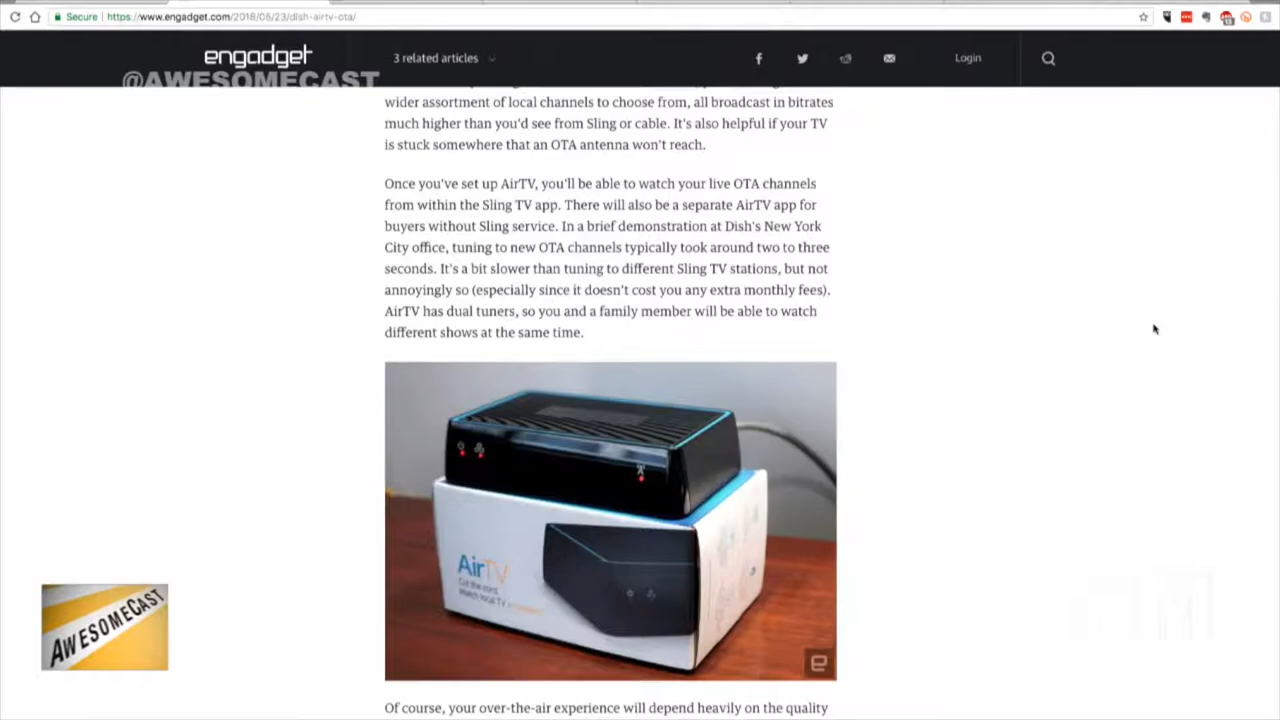 Secure | https://www.engadget.com/2018/05/23/dish-airtv-ota/
engadget
3 related articles
Login
@AWESOMECAST
wider assortment of local channels to choose from, all broadcast in bitrates
much higher than you'd see from Sling or cable. It's also helpful if your TV
is stuck somewhere that an OTA antenna won't reach.
Once you've set up AirTV, you'll be able to watch your live OTA channels
from within the Sling TV app. There will also be a separate AirTV app for
buyers without Sling service. In a brief demonstration at Dish's New York
City office, tuning to new OTA channels typically took around two to three
seconds. It's a bit slower than tuning to different Sling TV stations, but not
annoyingly so (especially since it doesn't cost you any extra monthly fees).
AirTV has dual tuners, so you and a family member will be able to watch
different shows at the same time.
AirTV
Cut the cord.
Watch local TV
AWESOMECAST
Of course, your over-the-air experience will depend heavily on the quality